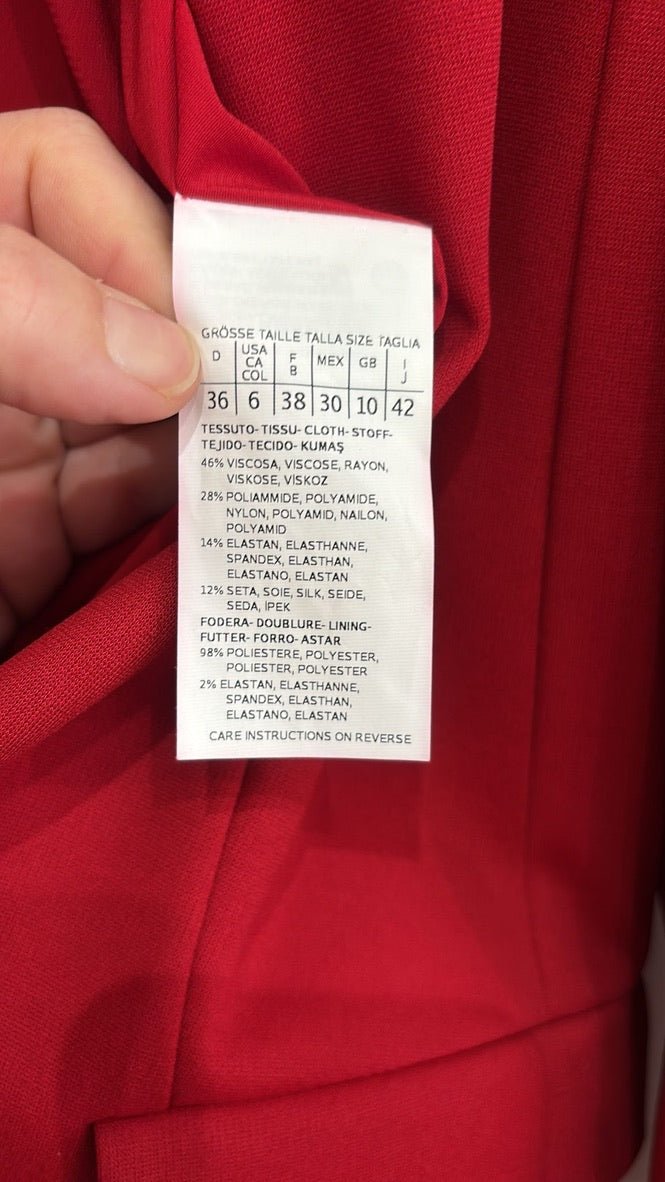 GRÖSSE TAILLE TALLA SIZE TAGLIA
D USA CA COL F B MEX GB I J
36 6 38 30 10 42
TESSUTO-TISSU-CLOTH-STOFF-
TEJIDO-TECIDO-KUMAŞ
46% VISCOSA, VISCOSE, RAYON,
VISKOSE, VİSKOZ
28% POLIAMMIDE, POLYAMIDE,
NYLON, POLYAMID, NAILON,
POLYAMID
14% ELASTAN, ELASTHANNE,
SPANDEX, ELASTHAN,
ELASTANO, ELASTAN
12% SETA, SOIE, SILK, SEIDE,
SEDA, İPEK
FODERA-DOUBLURE-LINING-
FUTTER-FORRO-ASTAR
98% POLIESTERE, POLYESTER,
POLIESTER, POLYESTER
2% ELASTAN, ELASTHANNE,
SPANDEX, ELASTHAN,
ELASTANO, ELASTAN
CARE INSTRUCTIONS ON REVERSE